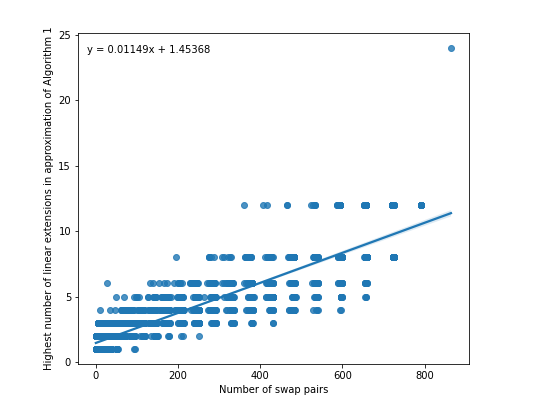 y = 0.01149x + 1.45368
Highest number of linear extensions in approximation of Algorithm 1
25
20
15
10
5
0
0 200 400 600 800
Number of swap pairs